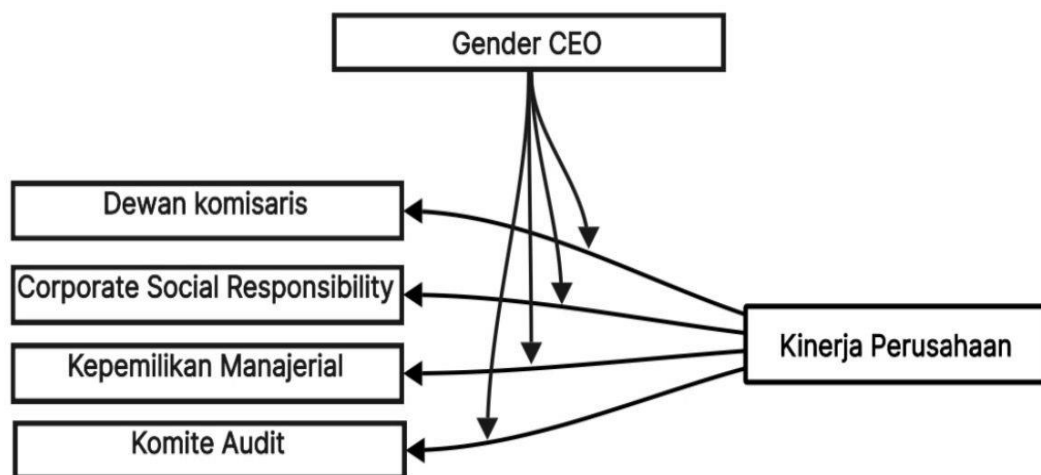 Gender CEO
Dewan komisaris
Corporate Social Responsibility
Kepemilikan Manajerial
Komite Audit
Kinerja Perusahaan